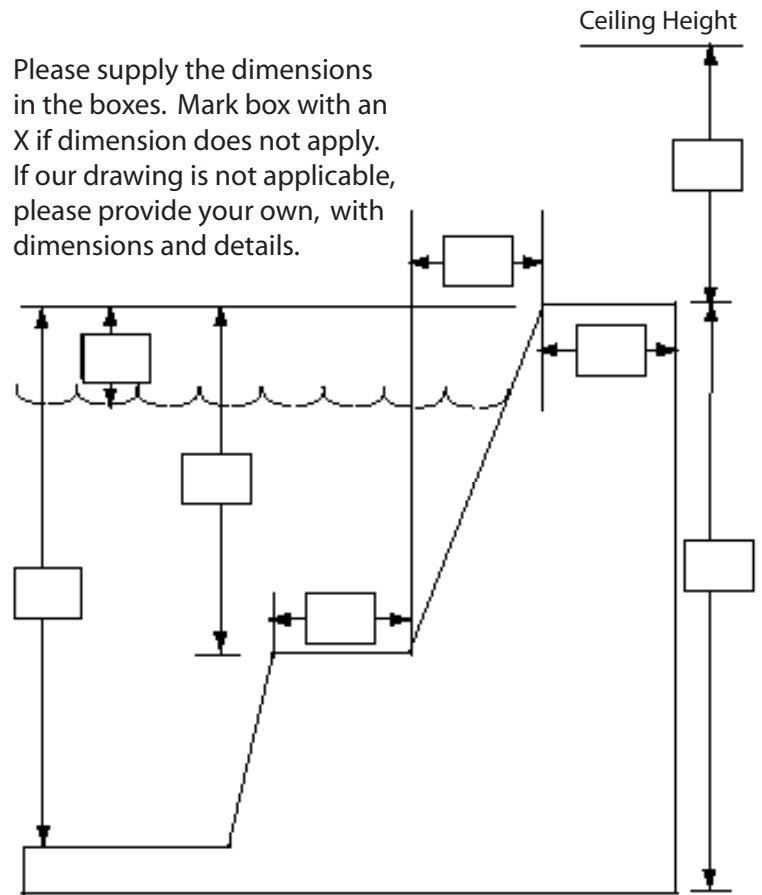 Ceiling Height
Please supply the dimensions
in the boxes. Mark box with an
X if dimension does not apply.
If our drawing is not applicable,
please provide your own, with
dimensions and details.